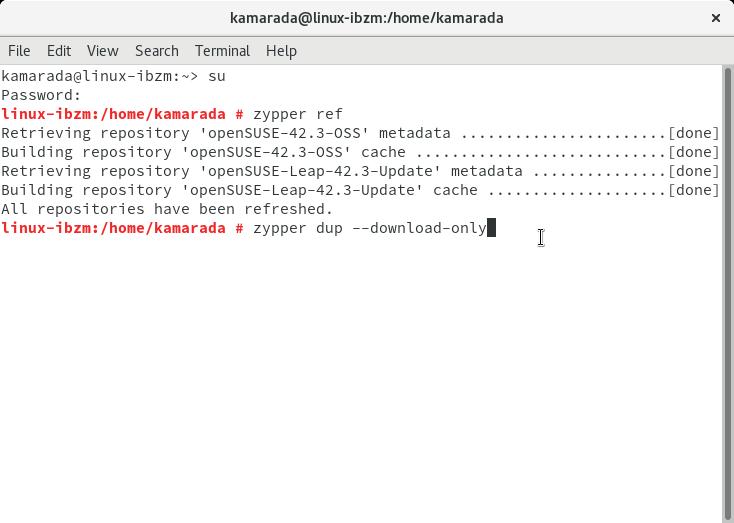 kamarada@linux-ibzm:/home/kamarada
File Edit View Search Terminal Help
kamarada@linux-ibzm:~> su
Password:
linux-ibzm:/home/kamarada # zypper ref
Retrieving repository 'openSUSE-42.3-OSS' metadata .......................[done]
Building repository 'openSUSE-42.3-OSS' cache ............................[done]
Retrieving repository 'openSUSE-Leap-42.3-Update' metadata ...............[done]
Building repository 'openSUSE-Leap-42.3-Update' cache ....................[done]
All repositories have been refreshed.
linux-ibzm:/home/kamarada # zypper dup --download-only